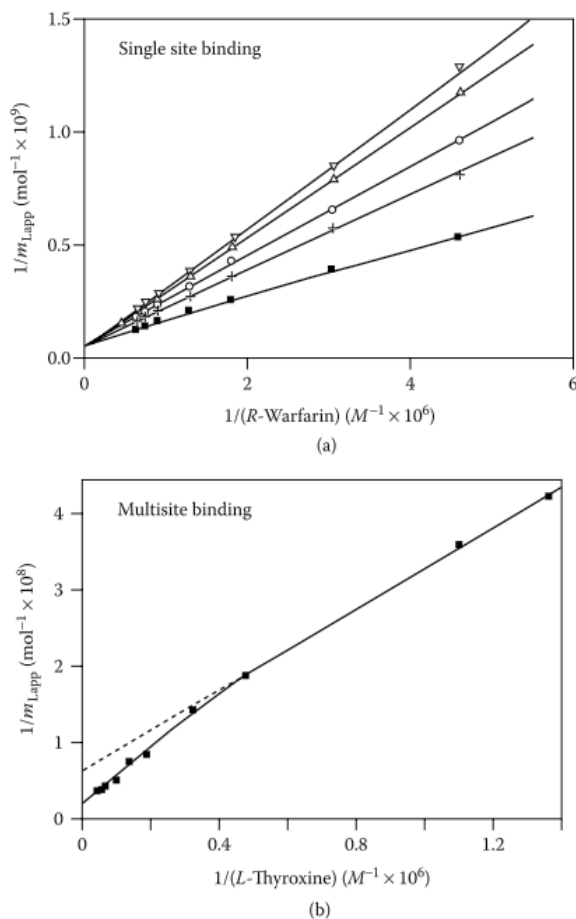 1.5
Single site binding
1.0
1/m_Lapp (mol⁻¹ × 10⁹)
0.5
0.0
0 2 4 6
1/(R-Warfarin) (M⁻¹ × 10⁶)
(a)
Multisite binding
4
3
1/m_Lapp (mol⁻¹ × 10⁸)
2
1
0
0 0.4 0.8 1.2
1/(L-Thyroxine) (M⁻¹ × 10⁶)
(b)